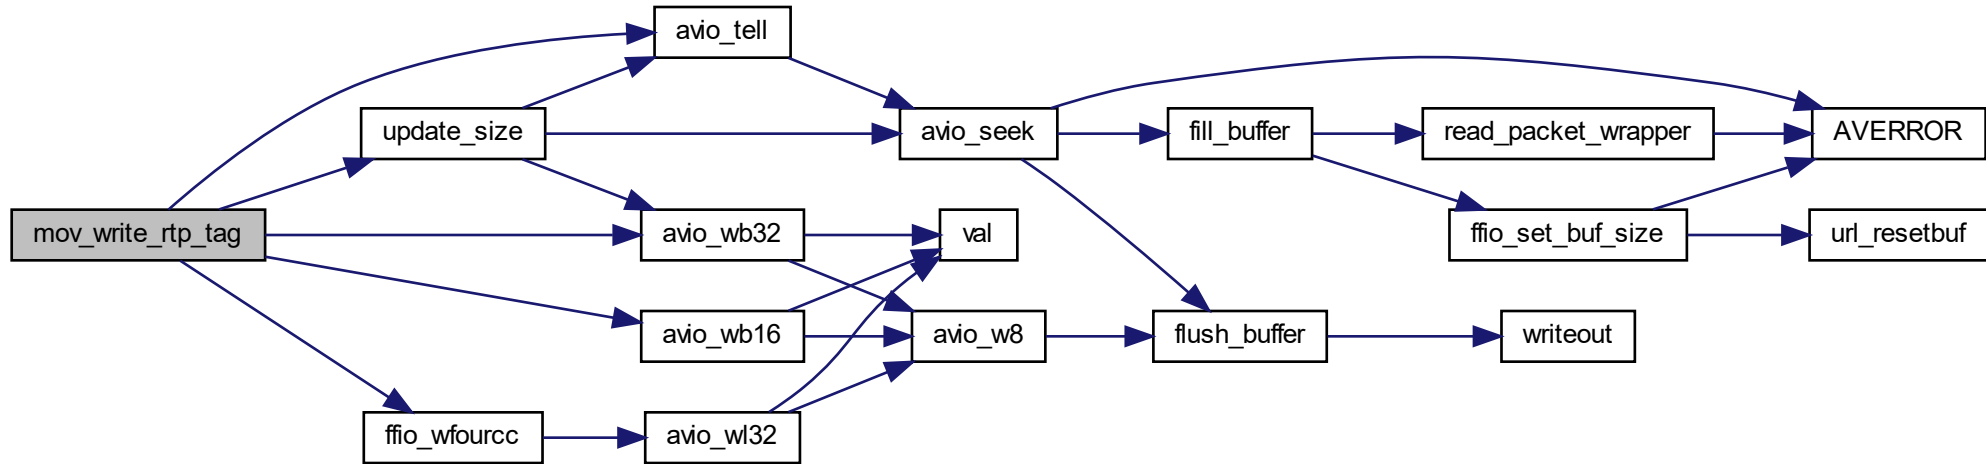 avio_tell
update_size
avio_seek
fill_buffer
read_packet_wrapper
AVERROR
mov_write_rtp_tag
avio_wb32
val
ffio_set_buf_size
url_resetbuf
avio_wb16
avio_w8
flush_buffer
writeout
ffio_wfourcc
avio_wl32